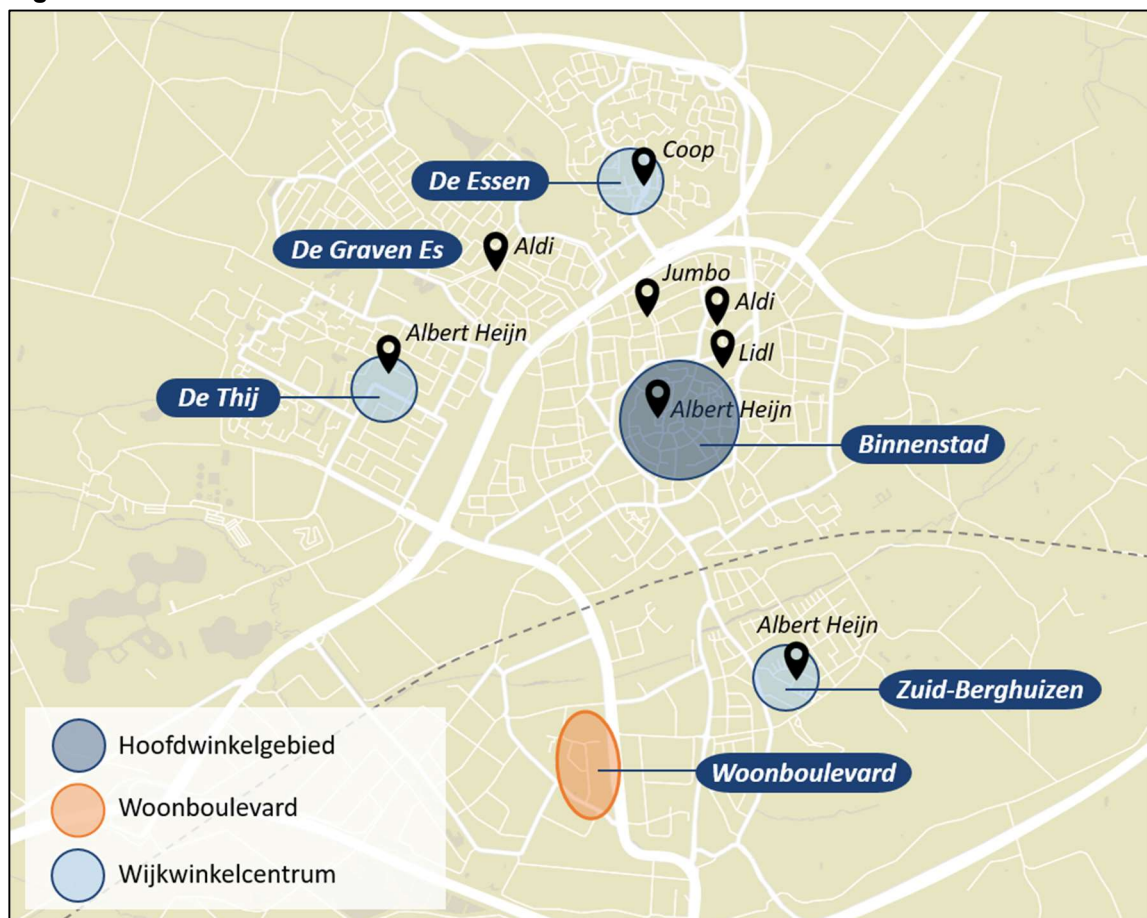 Coop
De Essen
De Graven Es
Aldi
Jumbo
Aldi
Albert Heijn
Lidl
De Thij
Albert Heijn
Binnenstad
Albert Heijn
Zuid-Berghuizen
Woonboulevard
Hoofdwinkelgebied
Woonboulevard
Wijkwinkelcentrum